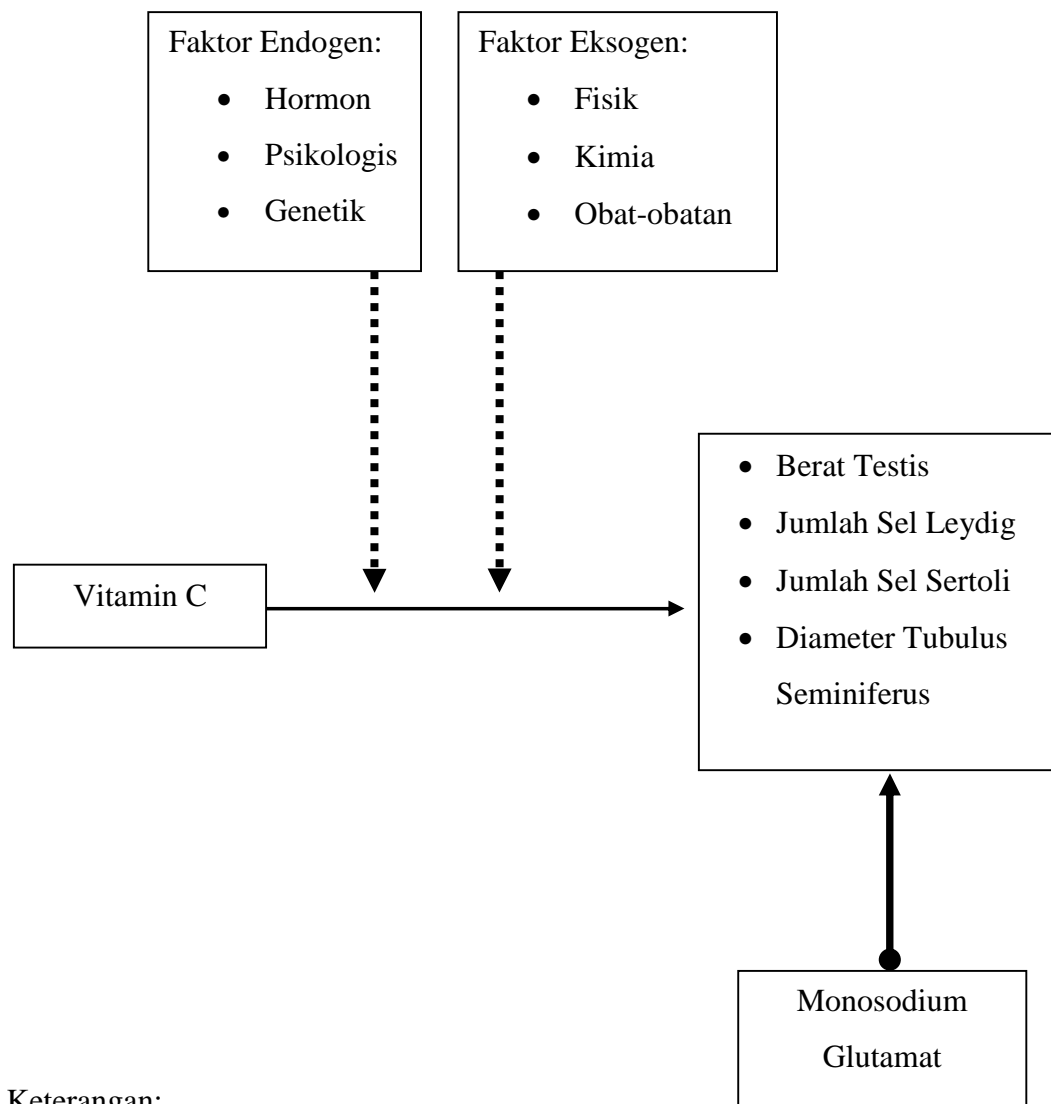 Faktor Endogen:
• Hormon
• Psikologis
• Genetik
Faktor Eksogen:
• Fisik
• Kimia
• Obat-obatan
• Berat Testis
• Jumlah Sel Leydig
• Jumlah Sel Sertoli
• Diameter Tubulus
Seminiferus
Vitamin C
Monosodium
Glutamat
Keterangan: